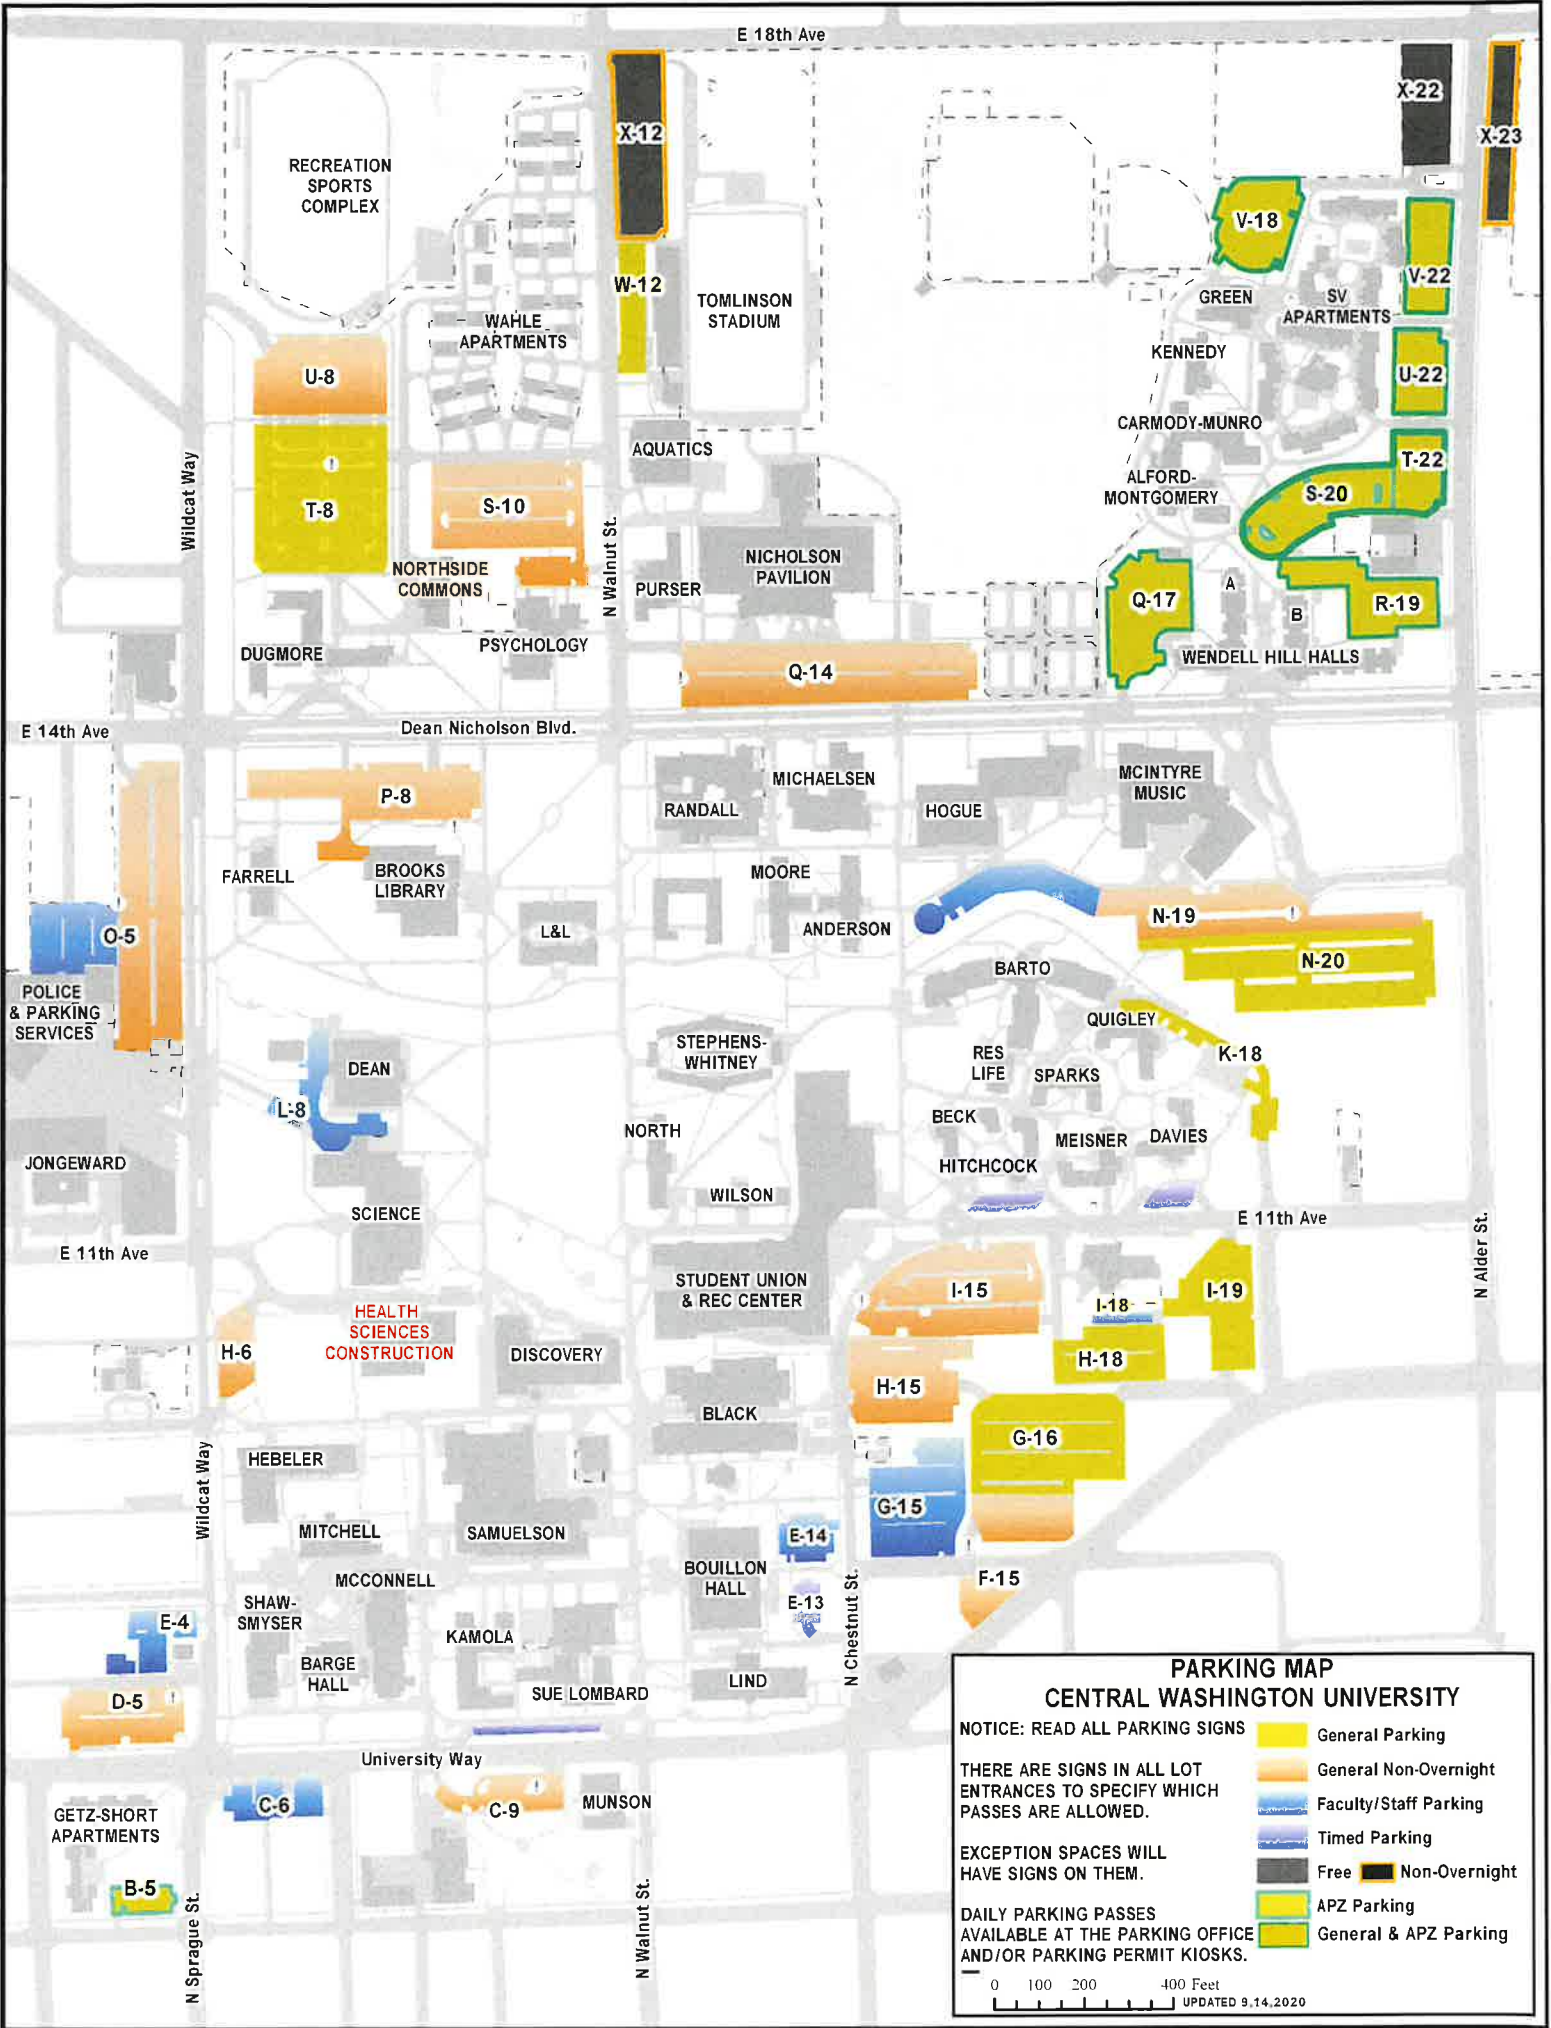 E 18th Ave
X-12
X-22
X-23
RECREATION
SPORTS
COMPLEX
V-18
W-12
V-22
TOMLINSON
STADIUM
GREEN
SV
APARTMENTS
WAHLE
APARTMENTS
KENNEDY
U-8
U-22
CARMODY-MUNRO
AQUATICS
T-22
Wildcat Way
ALFORD-
MONTGOMERY
S-20
!
T-8
S-10
N Walnut St.
NORTHSIDE
COMMONS
NICHOLSON
PAVILION
PURSER
A
B
Q-17
R-19
DUGMORE
PSYCHOLOGY
WENDELL HILL HALLS
Q-14
!
E 14th Ave
Dean Nicholson Blvd.
P-8
!
RANDALL
MICHAELSEN
HOGUE
MCINTYRE
MUSIC
FARRELL
BROOKS
LIBRARY
MOORE
ANDERSON
L&L
!
O-5
N-19
!
N-20
POLICE
& PARKING
SERVICES
BARTO
QUIGLEY
K-18
STEPHENS-
WHITNEY
RES
LIFE
SPARKS
DEAN
L-8
BECK
NORTH
MEISNER
DAVIES
HITCHCOCK
JONGEWARD
WILSON
SCIENCE
E 11th Ave
E 11th Ave
N Alder St.
STUDENT UNION
& REC CENTER
I-15
!
I-18
I-19
HEALTH
SCIENCES
CONSTRUCTION
H-6
DISCOVERY
H-18
H-15
BLACK
G-16
HEBELER
Wildcat Way
G-15
MITCHELL
SAMUELSON
E-14
!
BOUILLON
HALL
MCCONNELL
F-15
E-13
SHAW-
SMYSER
E-4
KAMOLA
N Chestnut St.
BARGE
HALL
LIND
SUE LOMBARD
D-5
!
University Way
C-6
C-9
!
MUNSON
GETZ-SHORT
APARTMENTS
B-5
N Sprague St.
N Walnut St.
PARKING MAP
CENTRAL WASHINGTON UNIVERSITY
NOTICE: READ ALL PARKING SIGNS
THERE ARE SIGNS IN ALL LOT
ENTRANCES TO SPECIFY WHICH
PASSES ARE ALLOWED.
EXCEPTION SPACES WILL
HAVE SIGNS ON THEM.
DAILY PARKING PASSES
AVAILABLE AT THE PARKING OFFICE
AND/OR PARKING PERMIT KIOSKS.
General Parking
General Non-Overnight
Faculty/Staff Parking
Timed Parking
Free Non-Overnight
APZ Parking
General & APZ Parking
0 100 200 400 Feet
UPDATED 9.14.2020